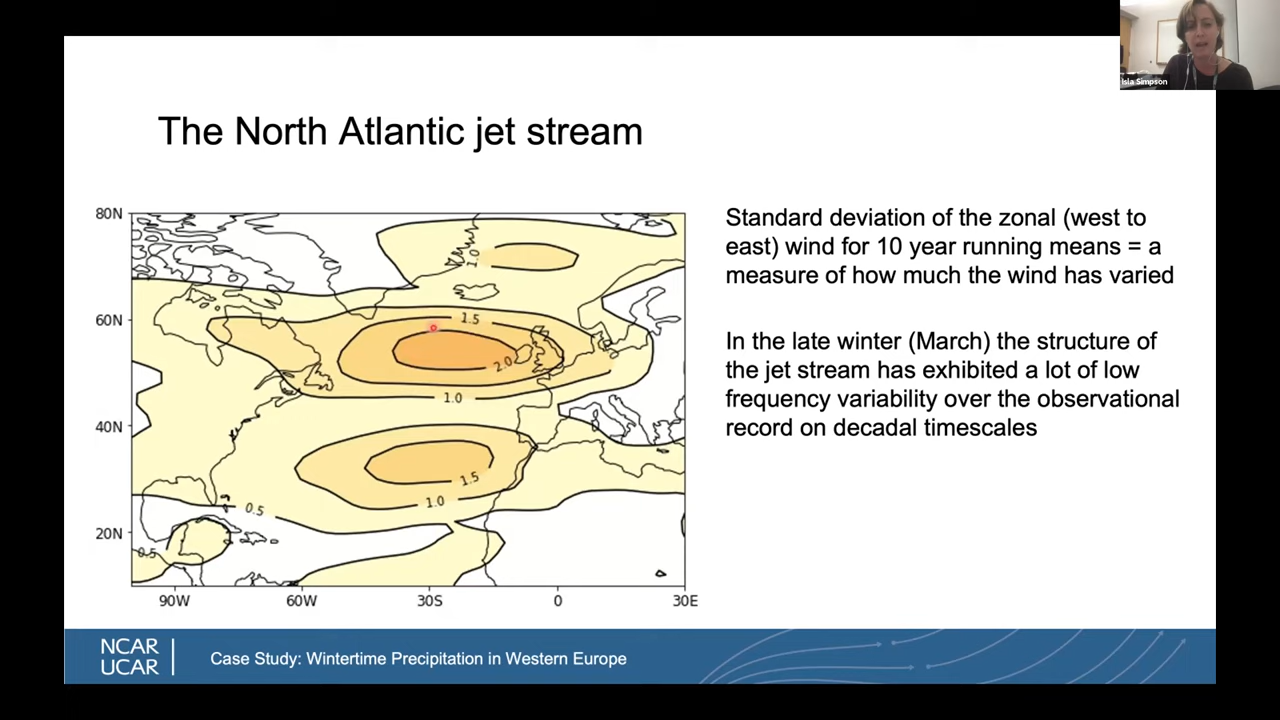 Isla Simpson
The North Atlantic jet stream
80N
60N
40N
20N
90W
60W
30S
0
30E
1.0
1.5
2.0
1.0
1.5
1.0
0.5
0.5
Standard deviation of the zonal (west to
east) wind for 10 year running means = a
measure of how much the wind has varied
In the late winter (March) the structure of
the jet stream has exhibited a lot of low
frequency variability over the observational
record on decadal timescales
NCAR
UCAR
Case Study: Wintertime Precipitation in Western Europe